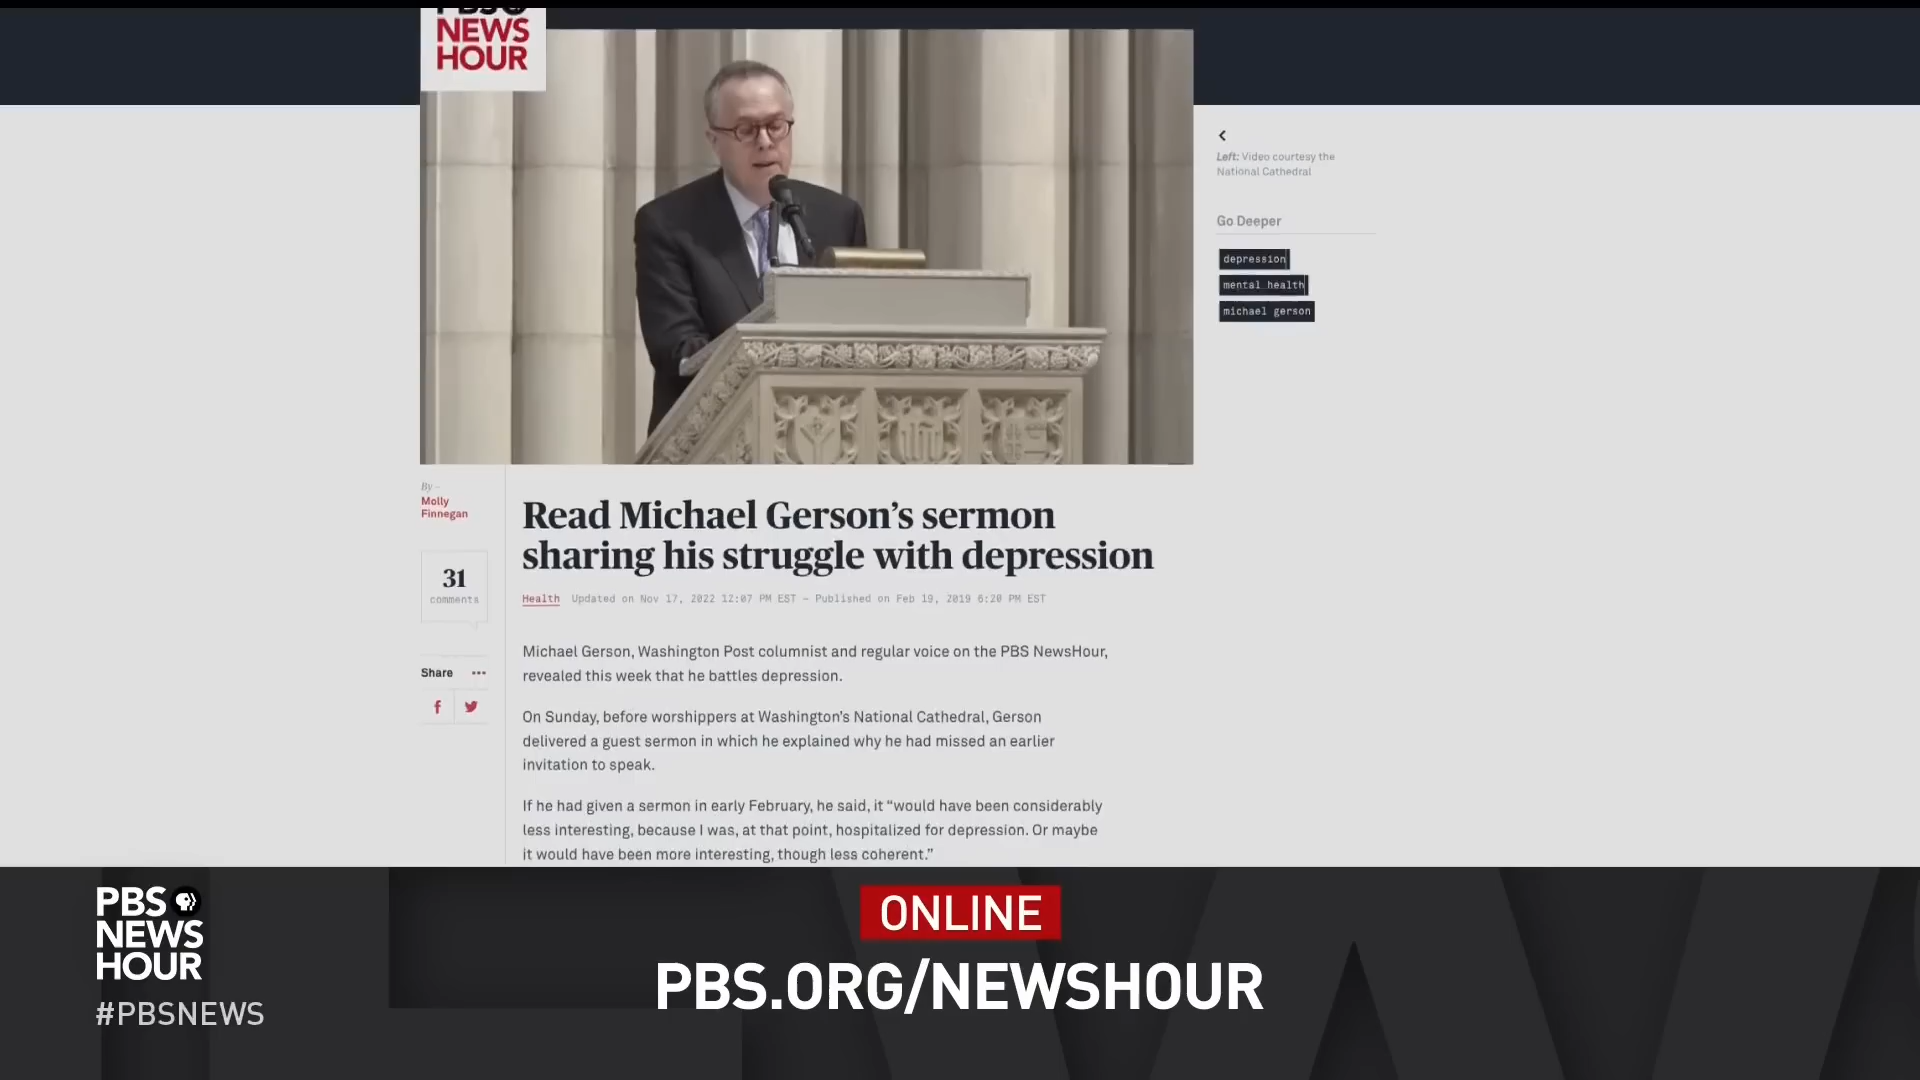 PBS
NEWS
HOUR
Left: Video courtesy the
National Cathedral
Go Deeper
depression
mental health
michael gerson
By –
Molly
Finnegan
31
comments
Share
Read Michael Gerson’s sermon
sharing his struggle with depression
Health Updated on Nov 17, 2022 12:07 PM EST – Published on Feb 19, 2019 6:20 PM EST
Michael Gerson, Washington Post columnist and regular voice on the PBS NewsHour,
revealed this week that he battles depression.
On Sunday, before worshippers at Washington’s National Cathedral, Gerson
delivered a guest sermon in which he explained why he had missed an earlier
invitation to speak.
If he had given a sermon in early February, he said, it “would have been considerably
less interesting, because I was, at that point, hospitalized for depression. Or maybe
it would have been more interesting, though less coherent.”
PBS
NEWS
HOUR
#PBSNEWS
ONLINE
PBS.ORG/NEWSHOUR